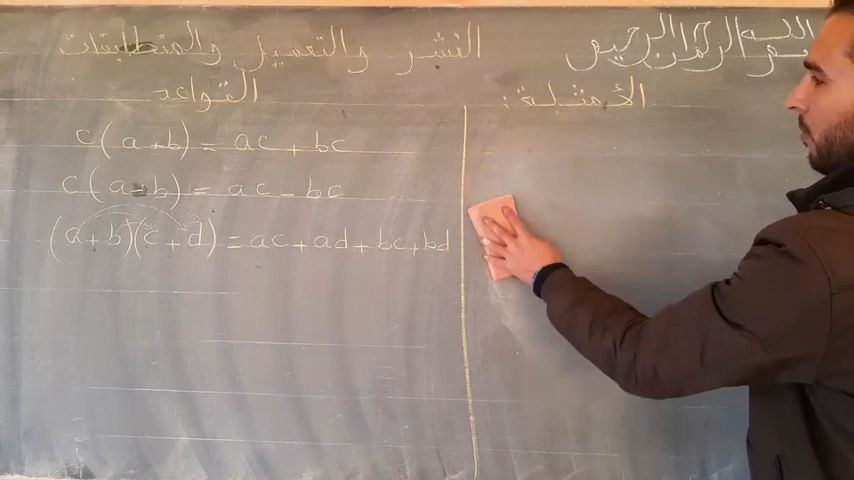 بسم الله الرحمن الرحيم
النشر والتعميل والمتطابقات
القواعد
الأمثلة:
c(a+b) = ac + bc
c(a-b) = ac - bc
(a+b)(c+d) = ac + ad + bc + bd